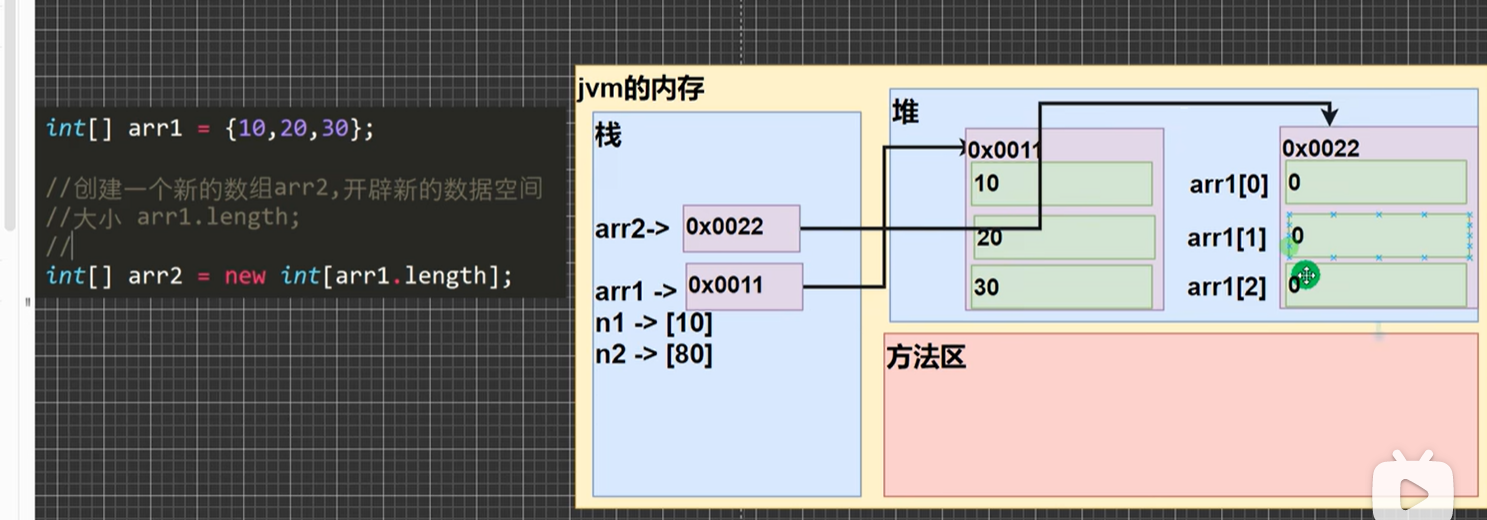 int[] arr1 = {10,20,30};
//创建一个新的数组arr2,开辟新的数据空间
//大小 arr1.length;
//
int[] arr2 = new int[arr1.length];
jvm的内存
栈
arr2-> 0x0022
arr1 -> 0x0011
n1 -> [10]
n2 -> [80]
堆
0x0011
10
20
30
0x0022
arr1[0] 0
arr1[1] 0
arr1[2] 0
方法区